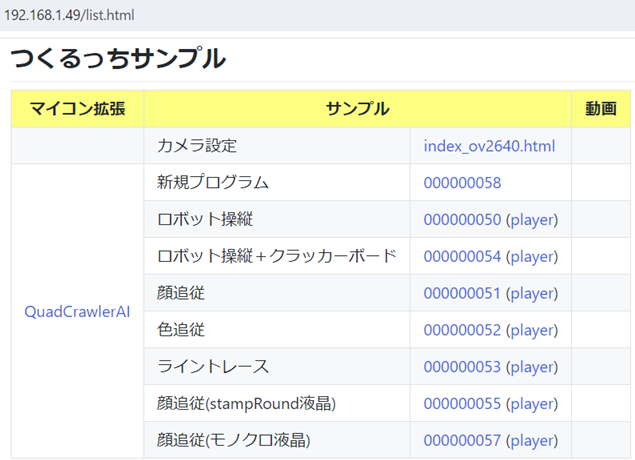 192.168.1.49/list.html
つくるっちサンプル
マイコン拡張 サンプル 動画
カメラ設定 index_ov2640.html
新規プログラム 000000058
ロボット操縦 000000050 (player)
ロボット操縦＋クラッカーボード 000000054 (player)
顔追従 000000051 (player)
QuadCrawlerAI
色追従 000000052 (player)
ライントレース 000000053 (player)
顔追従(stampRound液晶) 000000055 (player)
顔追従(モノクロ液晶) 000000057 (player)